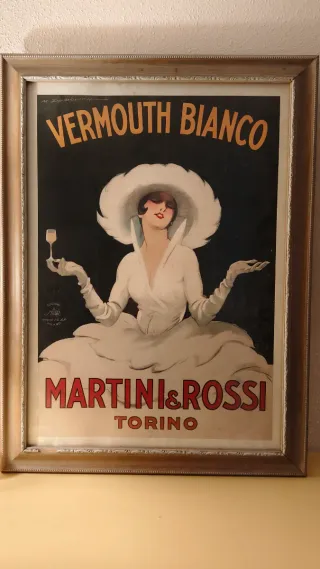 VERMOUTH BIANCO
MARTINI & ROSSI
TORINO